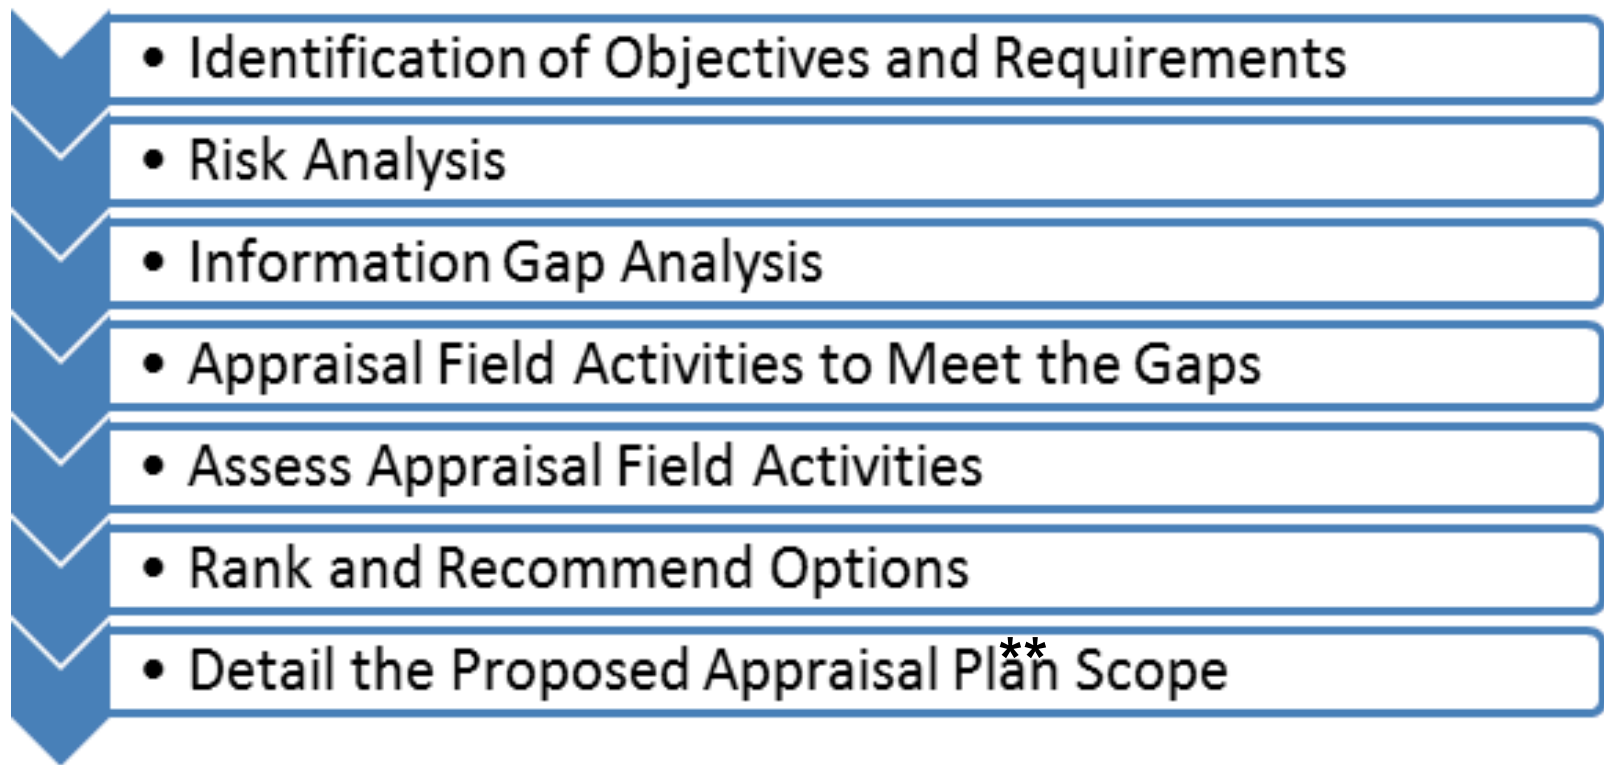 • Identification of Objectives and Requirements
• Risk Analysis
• Information Gap Analysis
• Appraisal Field Activities to Meet the Gaps
• Assess Appraisal Field Activities
• Rank and Recommend Options
• Detail the Proposed Appraisal Plan** Scope